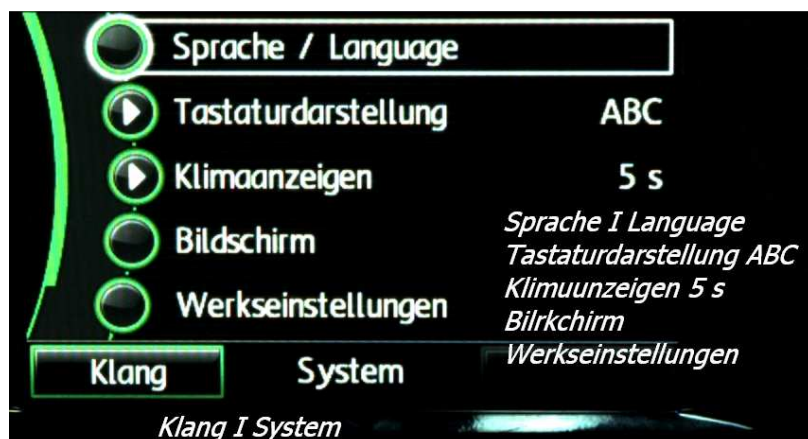 Sprache / Language
Tastaturdarstellung ABC
Klimaanzeigen 5 s
Bildschirm
Werkseinstellungen
Klang System
Sprache I Language
Tastaturdarstellung ABC
Klimuunzeigen 5 s
Bilrkchirm
Werkseinstellungen
Klang I System